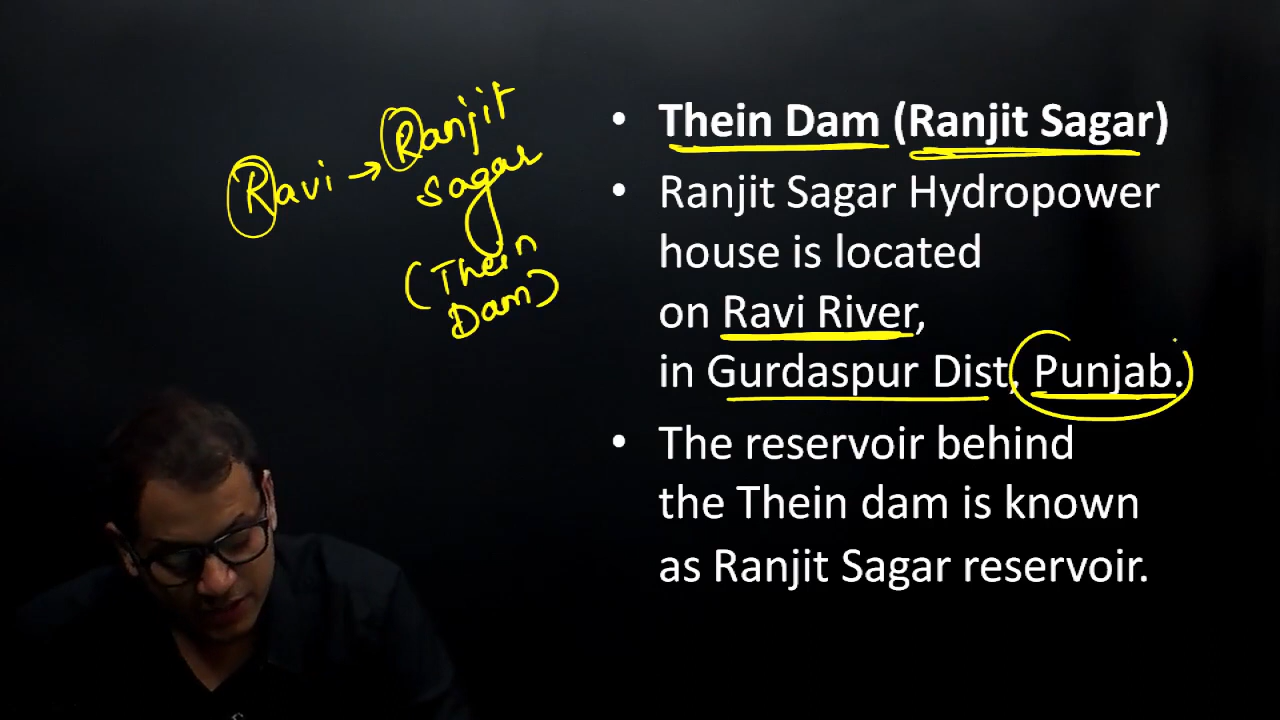 Ravi → Ranjit
Sagar
(Thein
Dam)
• Thein Dam (Ranjit Sagar)
• Ranjit Sagar Hydropower
house is located
on Ravi River,
in Gurdaspur Dist, Punjab.
• The reservoir behind
the Thein dam is known
as Ranjit Sagar reservoir.